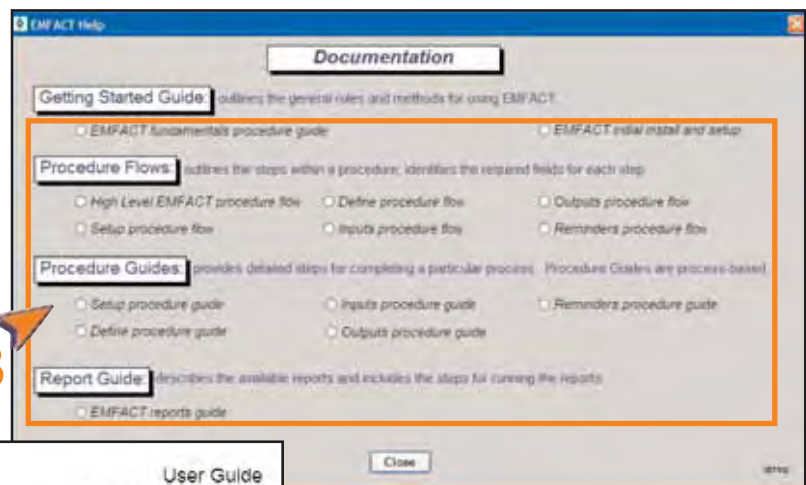 EMFACT Help
Documentation
Getting Started Guide: outlines the general rules and methods for using EMFACT
EMFACT fundamentals procedure guide EMFACT initial install and setup
Procedure Flows: outlines the steps within a procedure, identifies the required fields for each step
High Level EMFACT procedure flow Define procedure flow Outputs procedure flow
Setup procedure flow Inputs procedure flow Reminders procedure flow
Procedure Guides: provides detailed steps for completing a particular process. Procedure Guides are process-based
Setup procedure guide Inputs procedure guide Reminders procedure guide
Define procedure guide Outputs procedure guide
3
Report Guide: describes the available reports and includes the steps for running the reports
EMFACT reports guide
Close
User Guide